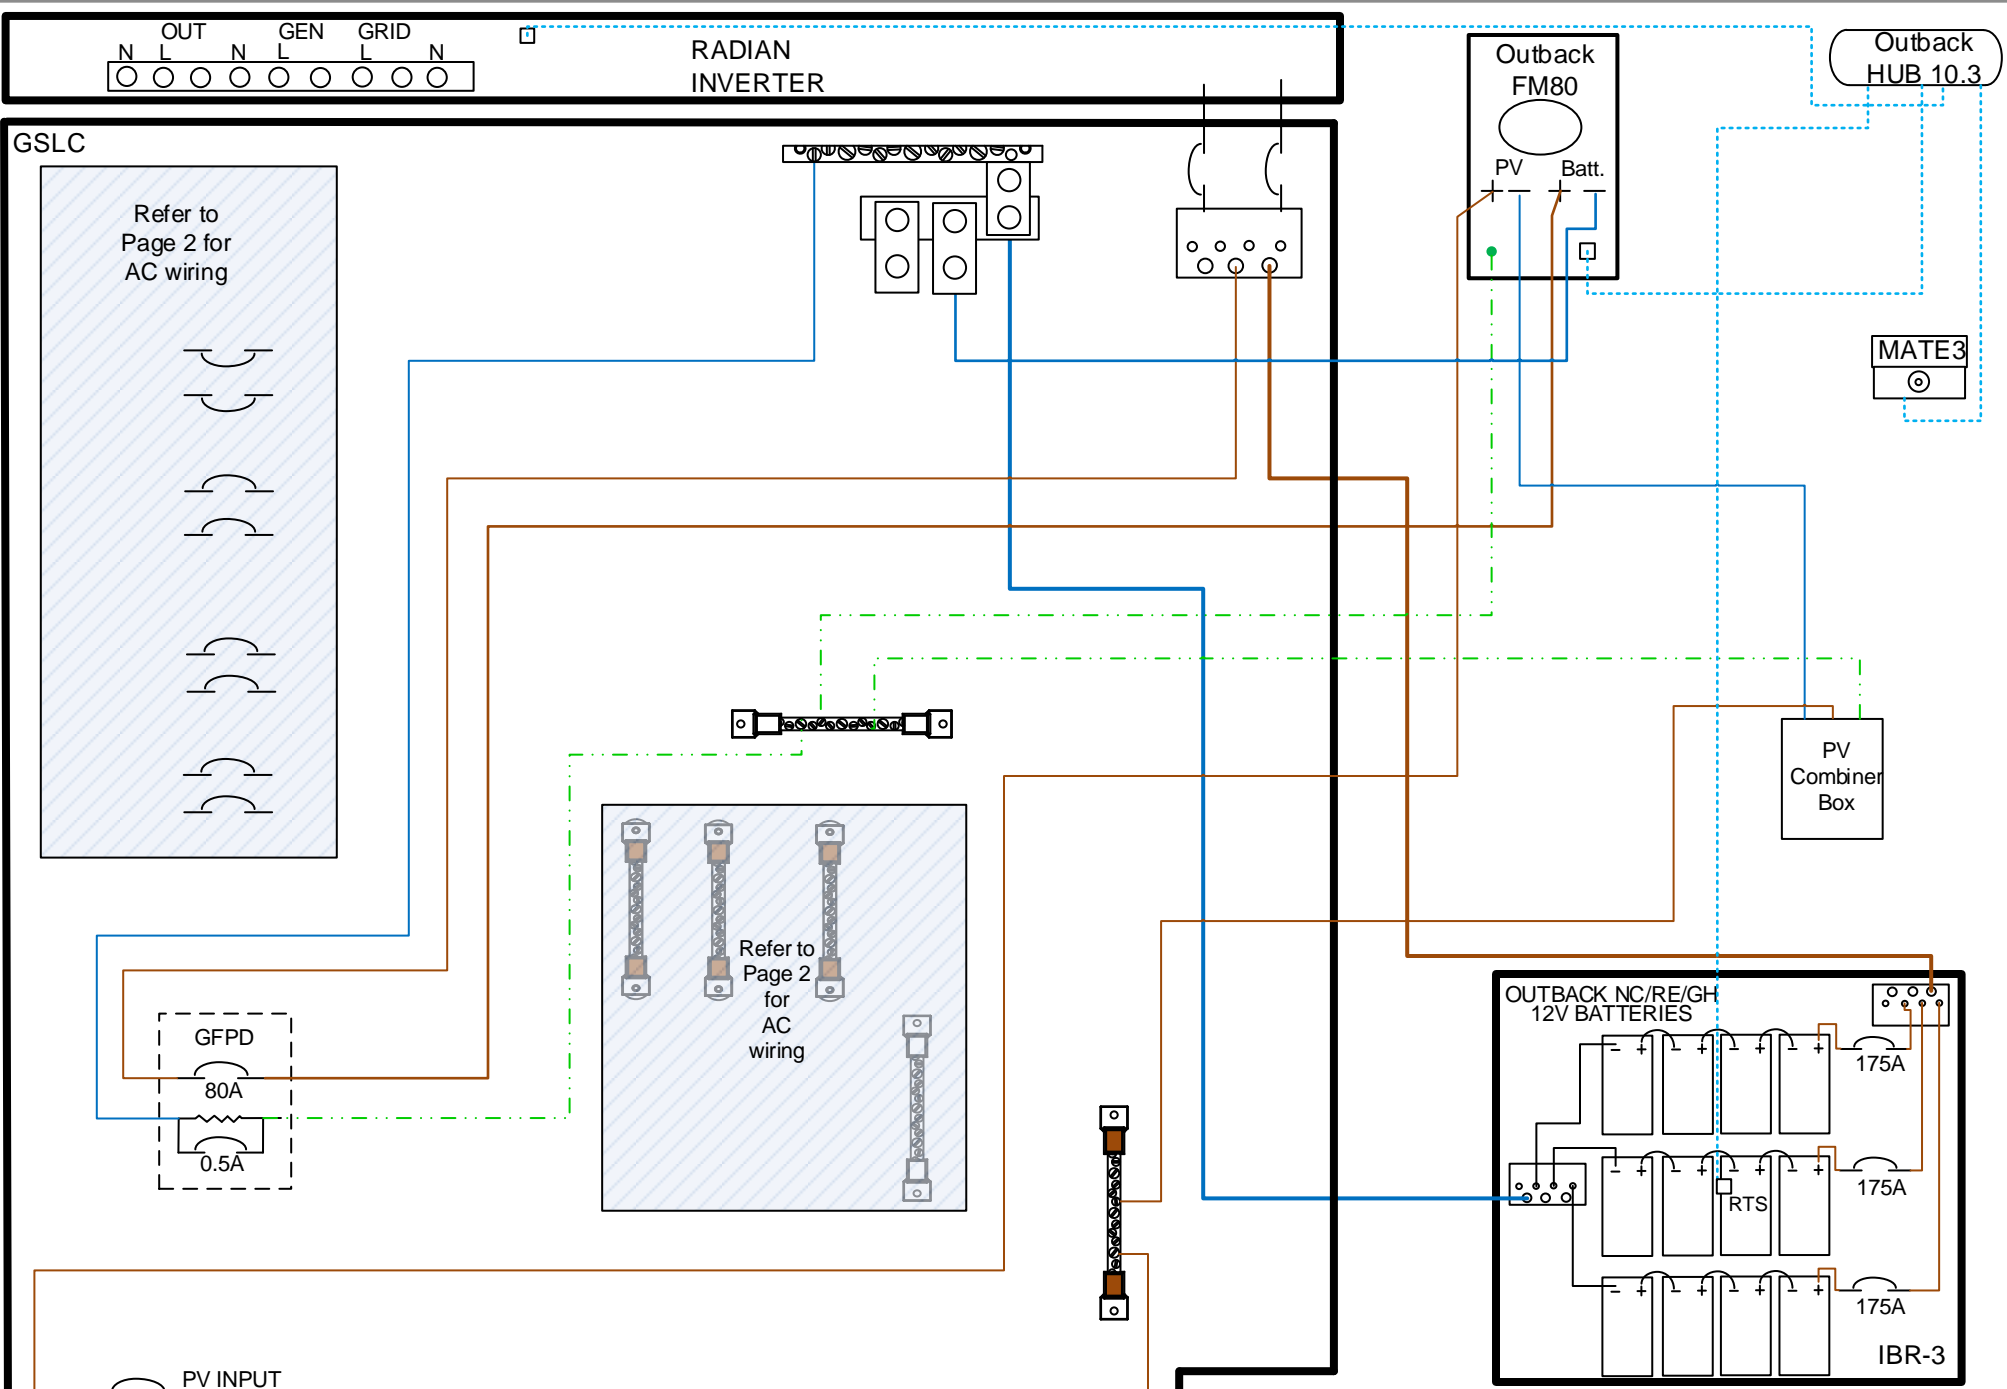 OUT GEN GRID
N L N L L N
RADIAN
INVERTER
Outback
FM80
PV Batt.
Outback
HUB 10.3
GSLC
Refer to
Page 2 for
AC wiring
MATE3
PV
Combiner
Box
Refer to
Page 2
for
AC
wiring
GFPD
80A
0.5A
OUTBACK NC/RE/GH
12V BATTERIES
- + - + - + - +
175A
- + - + - + - +
175A
RTS
- + - + - + - +
175A
IBR-3
PV INPUT